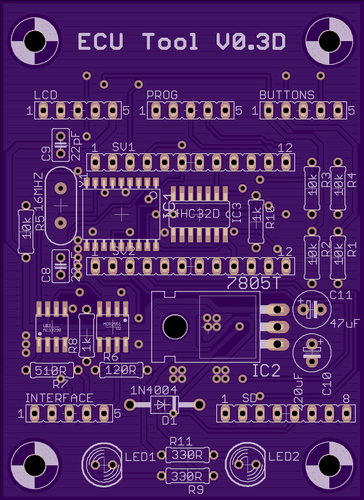 ECU Tool V0.3D
LCD PROG BUTTONS
1 5 1 5 1 5
C9
22pF
SV1
1 12
16MHZ
R5
10k
HC32D
IC3
R10
1k
10k
R3
10k
R4
SV2
1 12
10k
R2
10k
R1
C8
7805T
C11
47uF
R8
1k
R6
510R 120R
R7
IC2
220uF
C10
1N4004
D1
INTERFACE
1 5
SD
1 8
LED1
R11
330R
LED2
330R
R9